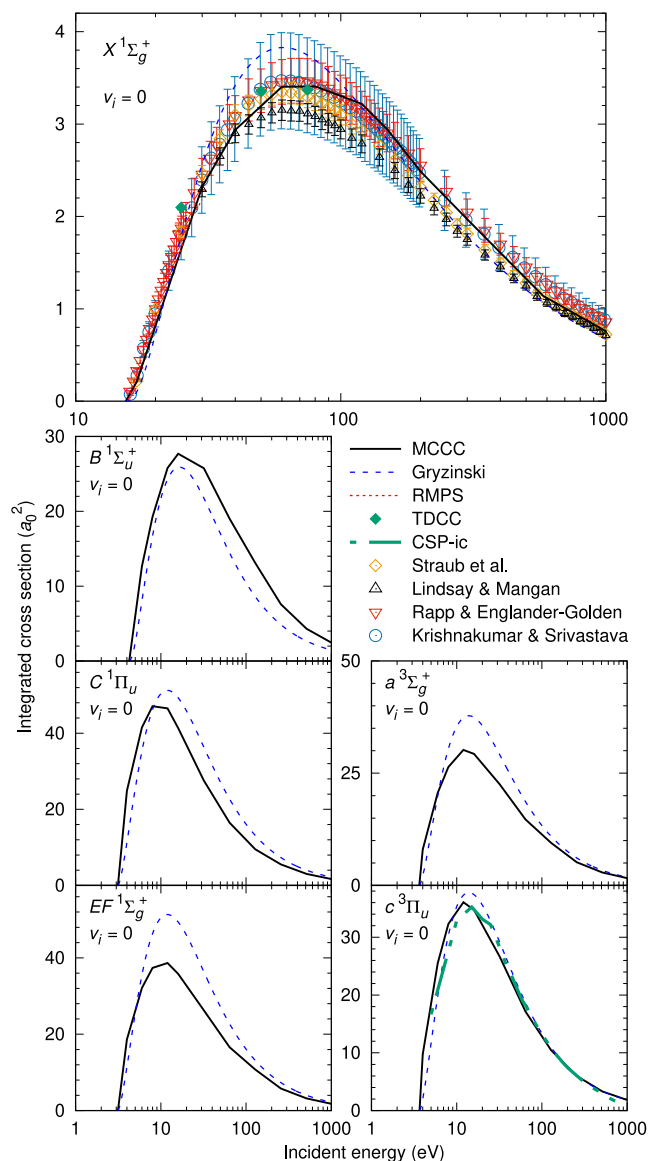 4
3
2
1
0
X ¹Σg⁺
vᵢ = 0
10
100
1000
Integrated cross section (a₀²)
30
20
10
0
B ¹Σu⁺
vᵢ = 0
MCCC
Gryzinski
RMPS
TDCC
CSP-ic
Straub et al.
Lindsay & Mangan
Rapp & Englander-Golden
Krishnakumar & Srivastava
40
20
0
C ¹Πu
vᵢ = 0
50
25
0
a ³Σg⁺
vᵢ = 0
40
20
0
EF ¹Σg⁺
vᵢ = 0
1
10
100
1000
30
20
10
0
c ³Πu
vᵢ = 0
1
10
100
1000
Incident energy (eV)